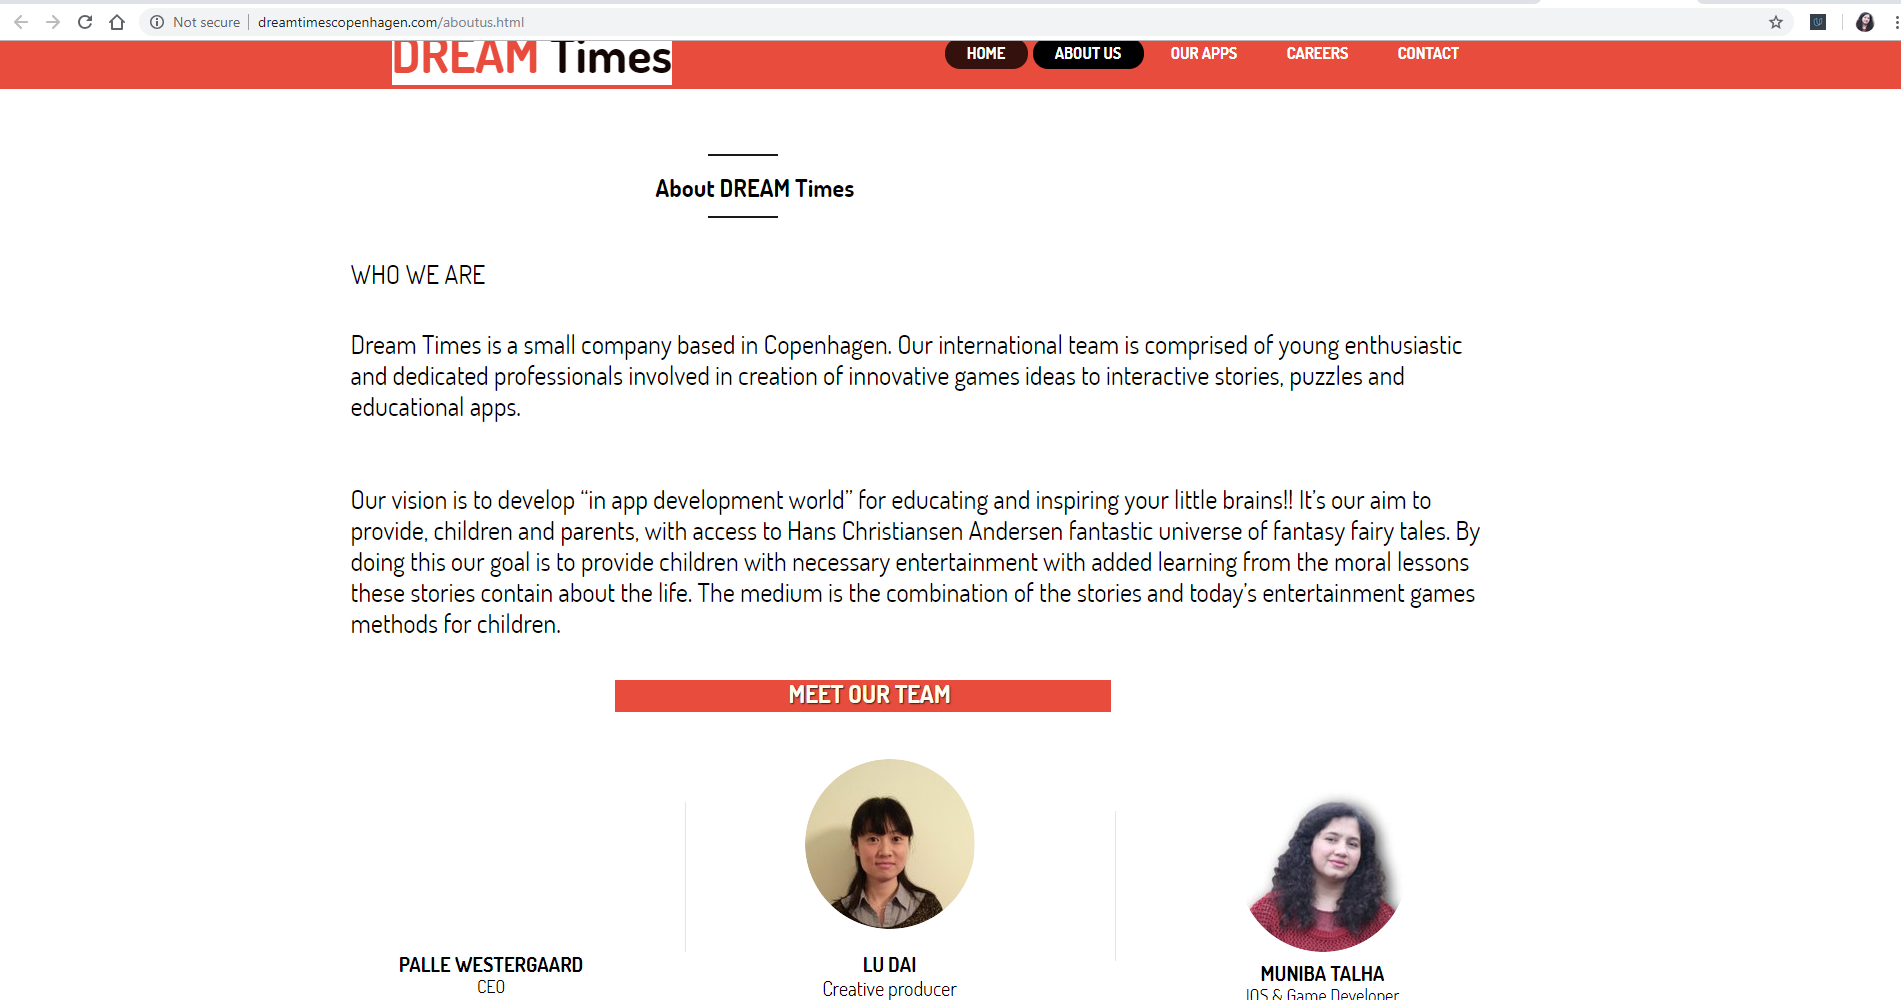 Not secure | dreamtimescopenhagen.com/aboutus.html
DREAM Times
HOME ABOUT US OUR APPS CAREERS CONTACT
About DREAM Times
WHO WE ARE
Dream Times is a small company based in Copenhagen. Our international team is comprised of young enthusiastic
and dedicated professionals involved in creation of innovative games ideas to interactive stories, puzzles and
educational apps.
Our vision is to develop “in app development world” for educating and inspiring your little brains!! It’s our aim to
provide, children and parents, with access to Hans Christiansen Andersen fantastic universe of fantasy fairy tales. By
doing this our goal is to provide children with necessary entertainment with added learning from the moral lessons
these stories contain about the life. The medium is the combination of the stories and today’s entertainment games
methods for children.
MEET OUR TEAM
PALLE WESTERGAARD
CEO
LU DAI
Creative producer
MUNIBA TALHA
IOS & Game Developer